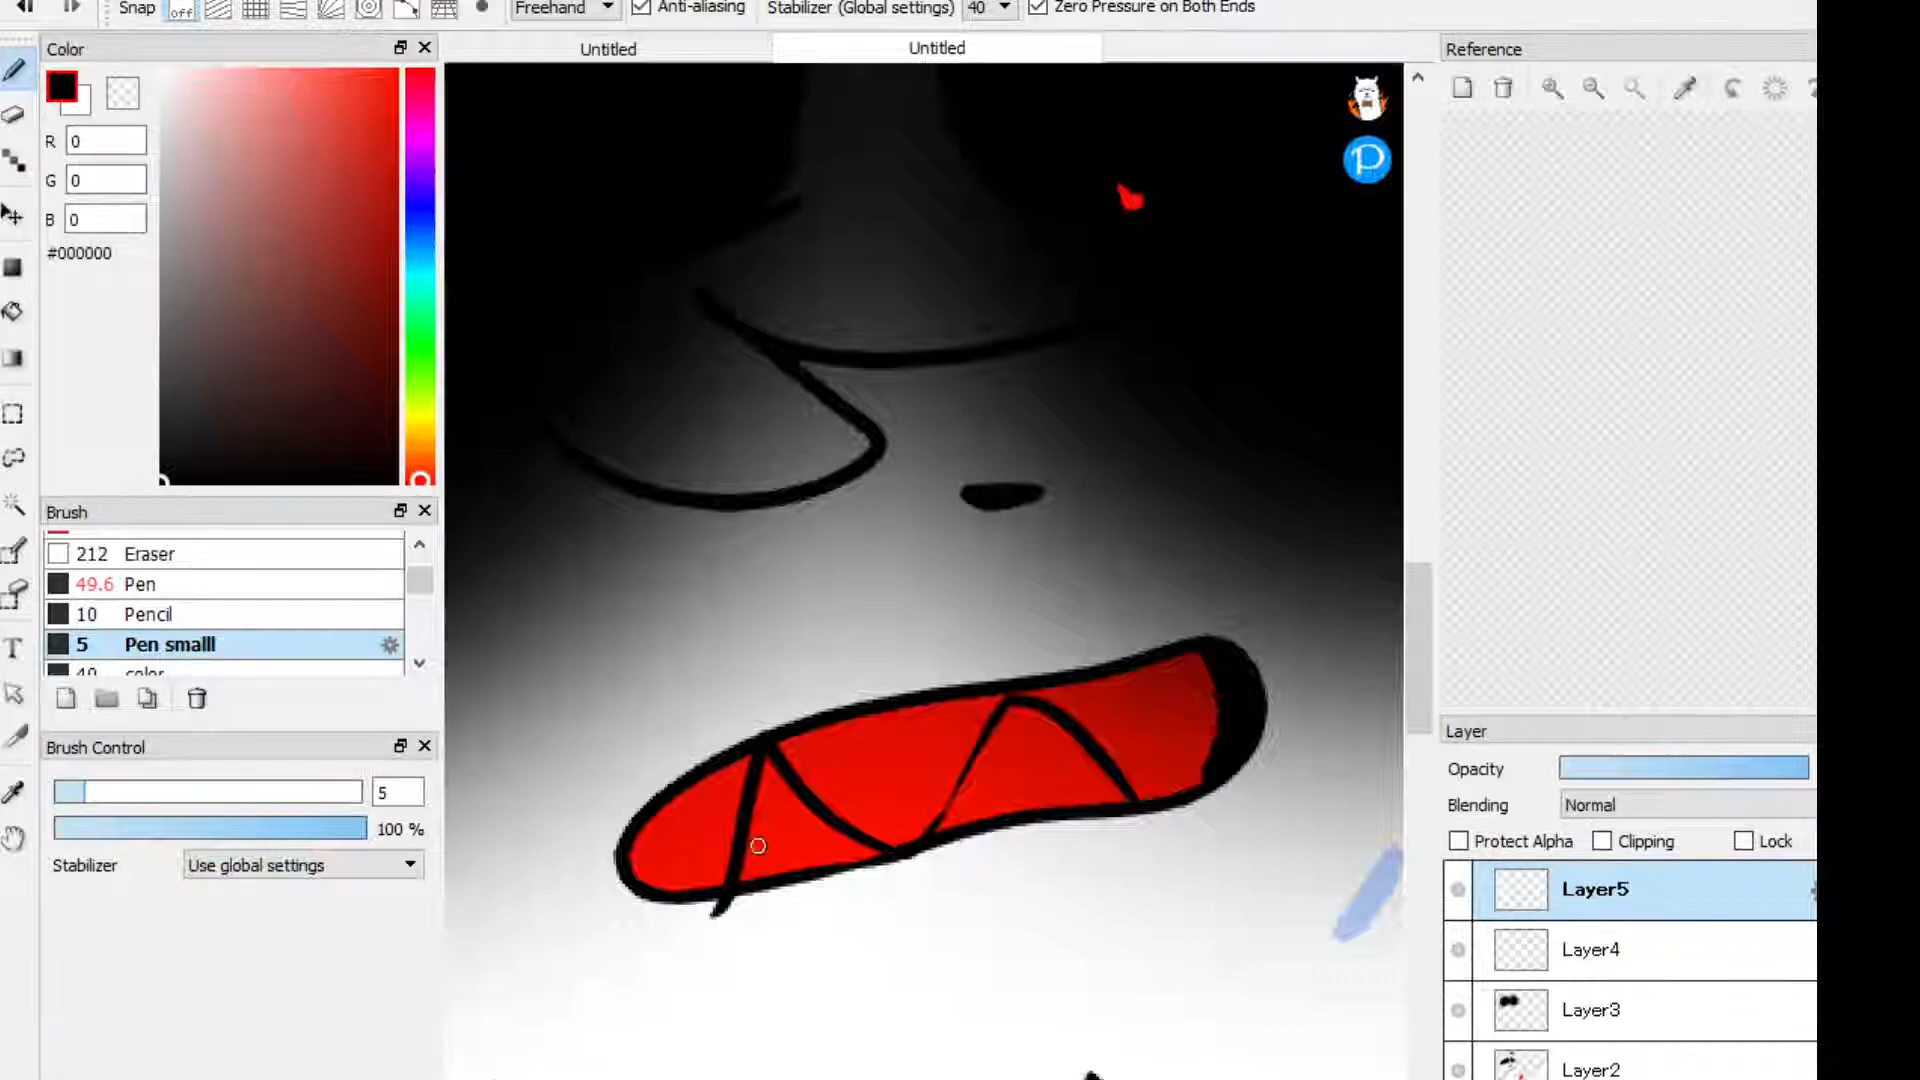 Snap off Freehand Anti-aliasing Stabilizer (Global settings) 40 Zero Pressure on Both Ends
Color
Untitled Untitled
Reference
R 0
G 0
B 0
#000000
P
Brush
212 Eraser
49.6 Pen
10 Pencil
5 Pen smalll
40 color
T
Brush Control
5
100 %
Stabilizer Use global settings
Layer
Opacity
Blending Normal
Protect Alpha Clipping Lock
Layer5
Layer4
Layer3
Layer2